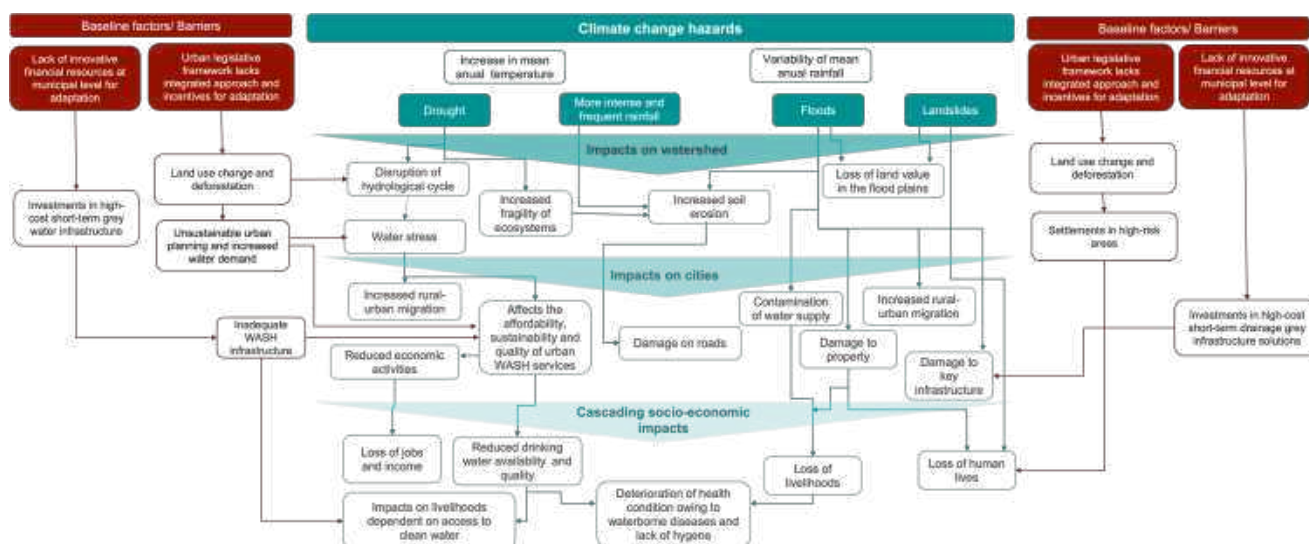 Baseline factors/ Barriers
Climate change hazards
Baseline factors/ Barriers
Lack of innovative
financial resources at
municipal level for
adaptation
Urban legislative
framework lacks
integrated approach and
incentives for adaptation
Increase in mean
anual temperature
Variability of mean
anual rainfall
Urban legislative
framework lacks
integrated approach and
incentives for adaptation
Lack of innovative
financial resources at
municipal level for
adaptation
Drought
More intense and
frequent rainfall
Floods
Landslides
Impacts on watershed
Land use change and
deforestation
Disruption of
hydrological cycle
Loss of land value
in the flood plains
Land use change and
deforestation
Investments in high-
cost short-term grey
water infrastructure
Increased
fragility of
ecosystems
Increased soil
erosion
Unsustainable urban
planning and increased
water demand
Water stress
Settlements in high-risk
areas
Impacts on cities
Increased rural-
urban migration
Affects the
affordability,
sustainability and
quality of urban
WASH services
Contamination
of water supply
Increased rural-
urban migration
Inadequate
WASH
infrastructure
Damage on roads
Damage to
property
Investments in high-cost
short-term drainage grey
infrastructure solutions
Reduced economic
activities
Damage to
key
infrastructure
Cascading socio-economic
impacts
Loss of jobs
and income
Reduced drinking
water availability and
quality
Loss of
livelihoods
Loss of human
lives
Impacts on livelihoods
dependent on access to
clean water
Deterioration of health
condition owing to
waterborne diseases and
lack of hygene